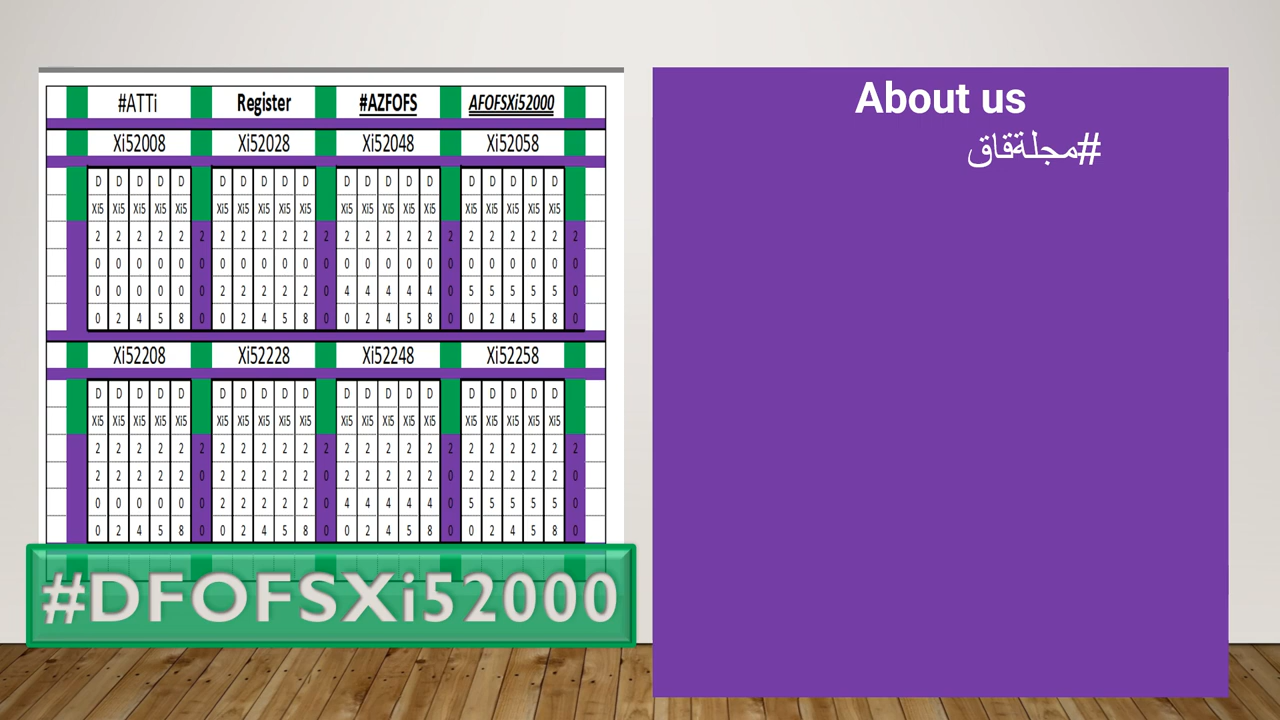 #ATTi Register #AZFOFS AFOFSXi52000
Xi52008 Xi52028 Xi52048 Xi52058
D D D D D D D D D D D D D D D D D D D D
Xi5 Xi5 Xi5 Xi5 Xi5 Xi5 Xi5 Xi5 Xi5 Xi5 Xi5 Xi5 Xi5 Xi5 Xi5 Xi5 Xi5 Xi5 Xi5 Xi5
2 2 2 2 2 2 2 2 2 2 2 2 2 2 2 2 2 2 2 2 2 2 2 2
0 0 0 0 0 0 0 0 0 0 0 0 0 0 0 0 0 0 0 0 0 0 0 0
0 0 0 0 0 0 2 2 2 2 2 0 4 4 4 4 4 0 5 5 5 5 5 0
0 2 4 5 8 0 0 2 4 5 8 0 0 2 4 5 8 0 0 2 4 5 8 0
Xi52208 Xi52228 Xi52248 Xi52258
D D D D D D D D D D D D D D D D D D D D
Xi5 Xi5 Xi5 Xi5 Xi5 Xi5 Xi5 Xi5 Xi5 Xi5 Xi5 Xi5 Xi5 Xi5 Xi5 Xi5 Xi5 Xi5 Xi5 Xi5
2 2 2 2 2 2 2 2 2 2 2 2 2 2 2 2 2 2 2 2 2 2 2 2
2 2 2 2 2 0 2 2 2 2 2 0 2 2 2 2 2 0 2 2 2 2 2 0
0 0 0 0 0 0 2 2 2 2 2 0 4 4 4 4 4 0 5 5 5 5 5 0
0 2 4 5 8 0 0 2 4 5 8 0 0 2 4 5 8 0 0 2 4 5 8 0
#DFOFSXi52000
About us
#مجلةقاق